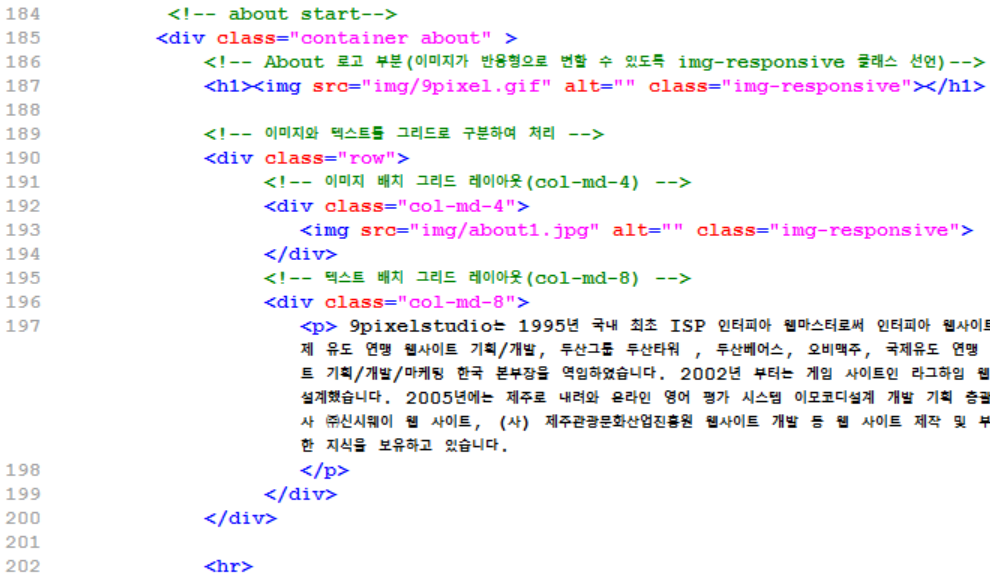 184 <!-- about start-->
185 <div class="container about" >
186 <!-- About 로고 부분(이미지가 반응형으로 변할 수 있도록 img-responsive 클래스 선언)-->
187 <h1><img src="img/9pixel.gif" alt="" class="img-responsive"></h1>
188
189 <!-- 이미지와 텍스트를 그리드로 구분하여 처리 -->
190 <div class="row">
191 <!-- 이미지 배치 그리드 레이아웃(col-md-4) -->
192 <div class="col-md-4">
193 <img src="img/about1.jpg" alt="" class="img-responsive">
194 </div>
195 <!-- 텍스트 배치 그리드 레이아웃(col-md-8) -->
196 <div class="col-md-8">
197 <p> 9pixelstudio는 1995년 국내 최초 ISP 인터피아 웹마스터로써 인터피아 웹사이트
제 유도 연맹 웹사이트 기획/개발, 두산그룹 두산타워 , 두산베어스, 오비맥주, 국제유도 연맹
트 기획/개발/마케팅 한국 본부장을 역임하였습니다. 2002년 부터는 게임 사이트인 라그하임 웹
설계했습니다. 2005년에는 제주로 내려와 온라인 영어 평가 시스템 이모코디설계 개발 기획 총괄
사 ㈜신시웨이 웹 사이트, (사) 제주관광문화산업진흥원 웹사이트 개발 등 웹 사이트 제작 및 부
한 지식을 보유하고 있습니다.
198 </p>
199 </div>
200 </div>
201
202 <hr>